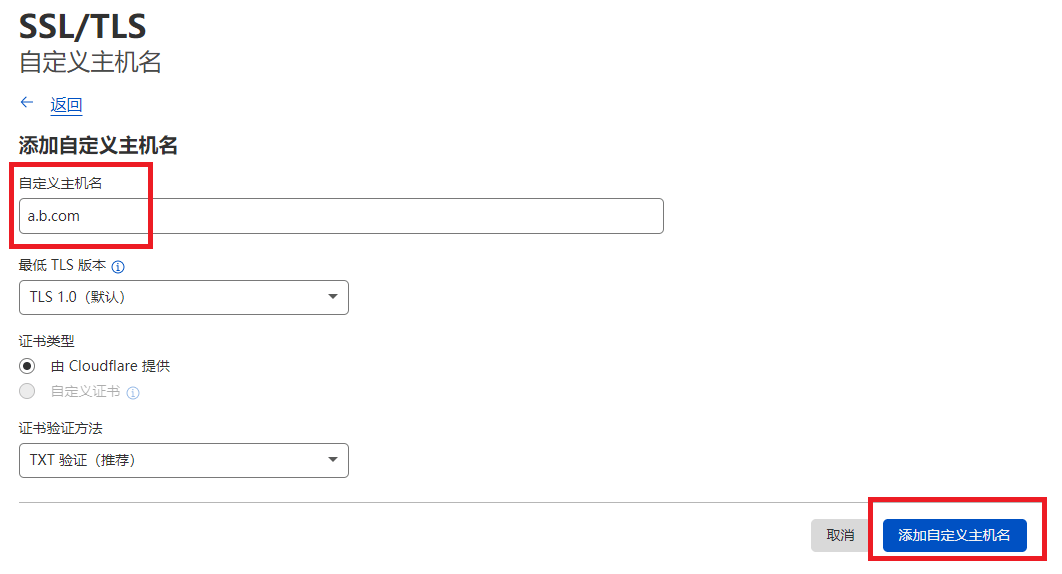 SSL/TLS
自定义主机名
返回
添加自定义主机名
自定义主机名
a.b.com
最低 TLS 版本
TLS 1.0（默认）
证书类型
由 Cloudflare 提供
自定义证书
证书验证方法
TXT 验证（推荐）
取消 添加自定义主机名